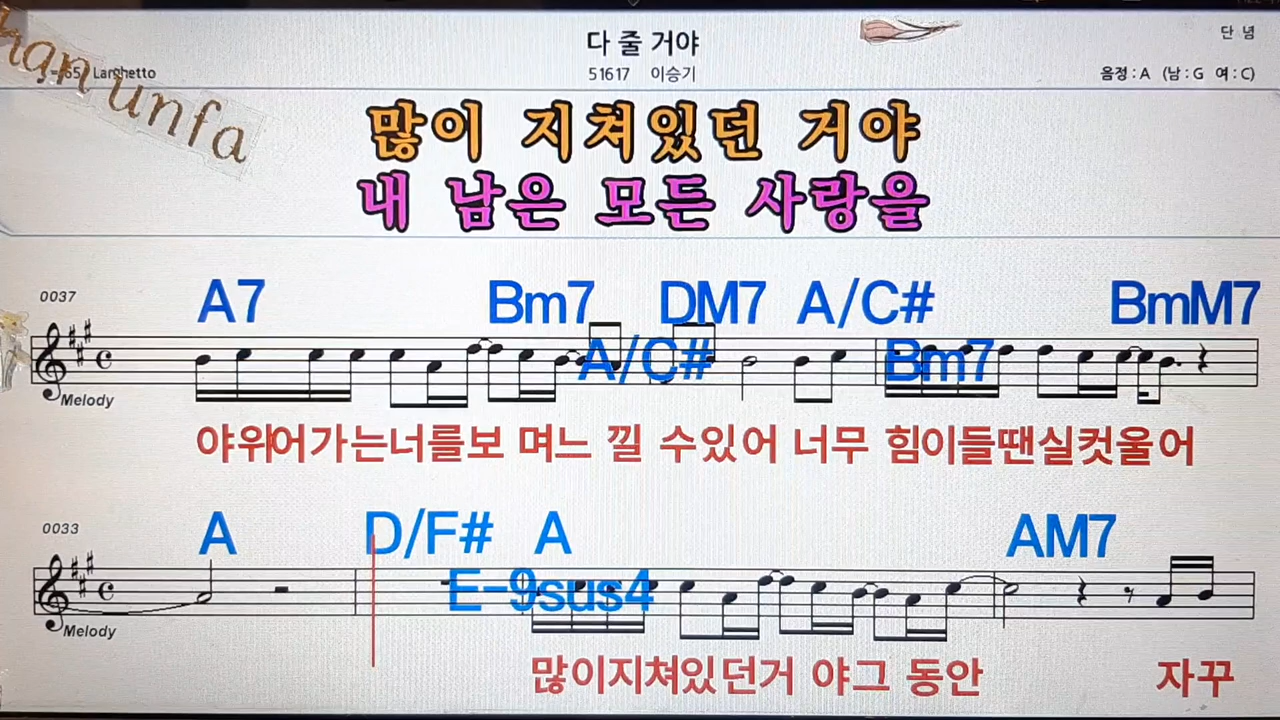 다 줄 거야
단 념
Larghetto
51617 이승기
음정 : A (남 : G 여 : C)
han unfa
많이 지쳐있던 거야
내 남은 모든 사랑을
0037
A7 Bm7 DM7 A/C# BmM7
A/C# Bm7
Melody
야위어가는너를보 며느 낄 수있어 너무 힘이들땐실컷울어
0033
A D/F# A AM7
E-9sus4
Melody
많이지쳐있던거 야그 동안 자꾸